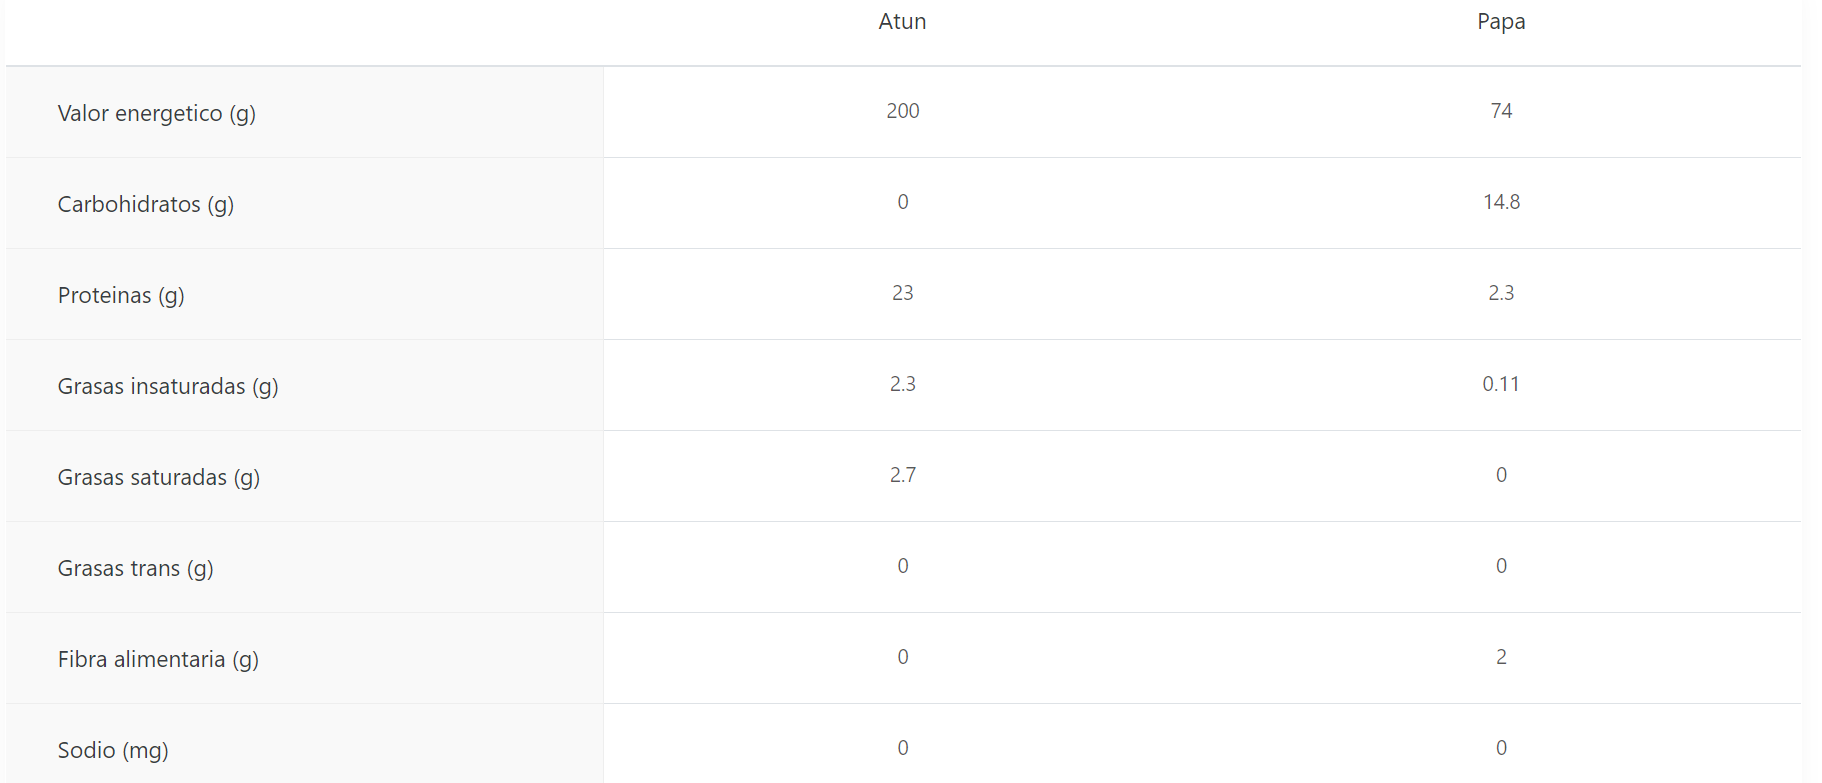 Atun Papa
Valor energetico (g) 200 74
Carbohidratos (g) 0 14.8
Proteinas (g) 23 2.3
Grasas insaturadas (g) 2.3 0.11
Grasas saturadas (g) 2.7 0
Grasas trans (g) 0 0
Fibra alimentaria (g) 0 2
Sodio (mg) 0 0